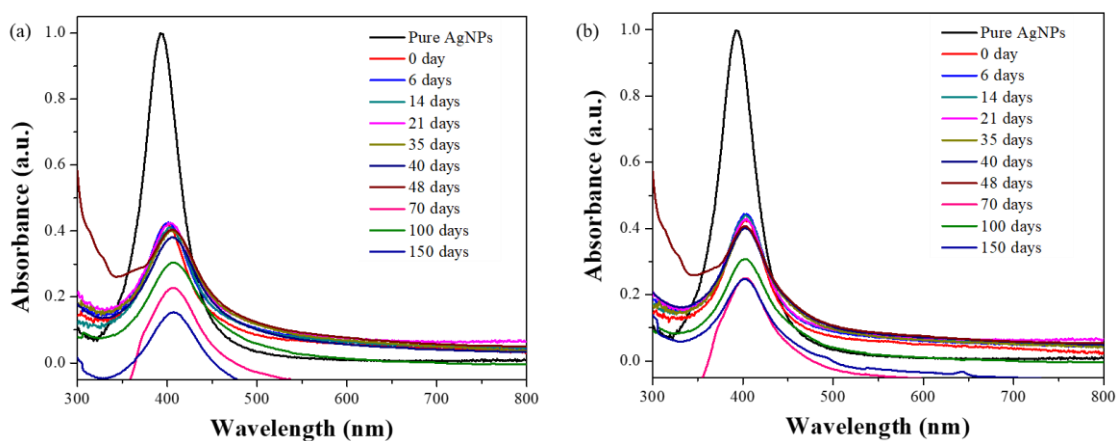 (a)
Absorbance (a.u.)
1.0
0.8
0.6
0.4
0.2
0.0
300 400 500 600 700 800
Wavelength (nm)
Pure AgNPs
0 day
6 days
14 days
21 days
35 days
40 days
48 days
70 days
100 days
150 days
(b)
Absorbance (a.u.)
1.0
0.8
0.6
0.4
0.2
0.0
300 400 500 600 700 800
Wavelength (nm)
Pure AgNPs
0 day
6 days
14 days
21 days
35 days
40 days
48 days
70 days
100 days
150 days